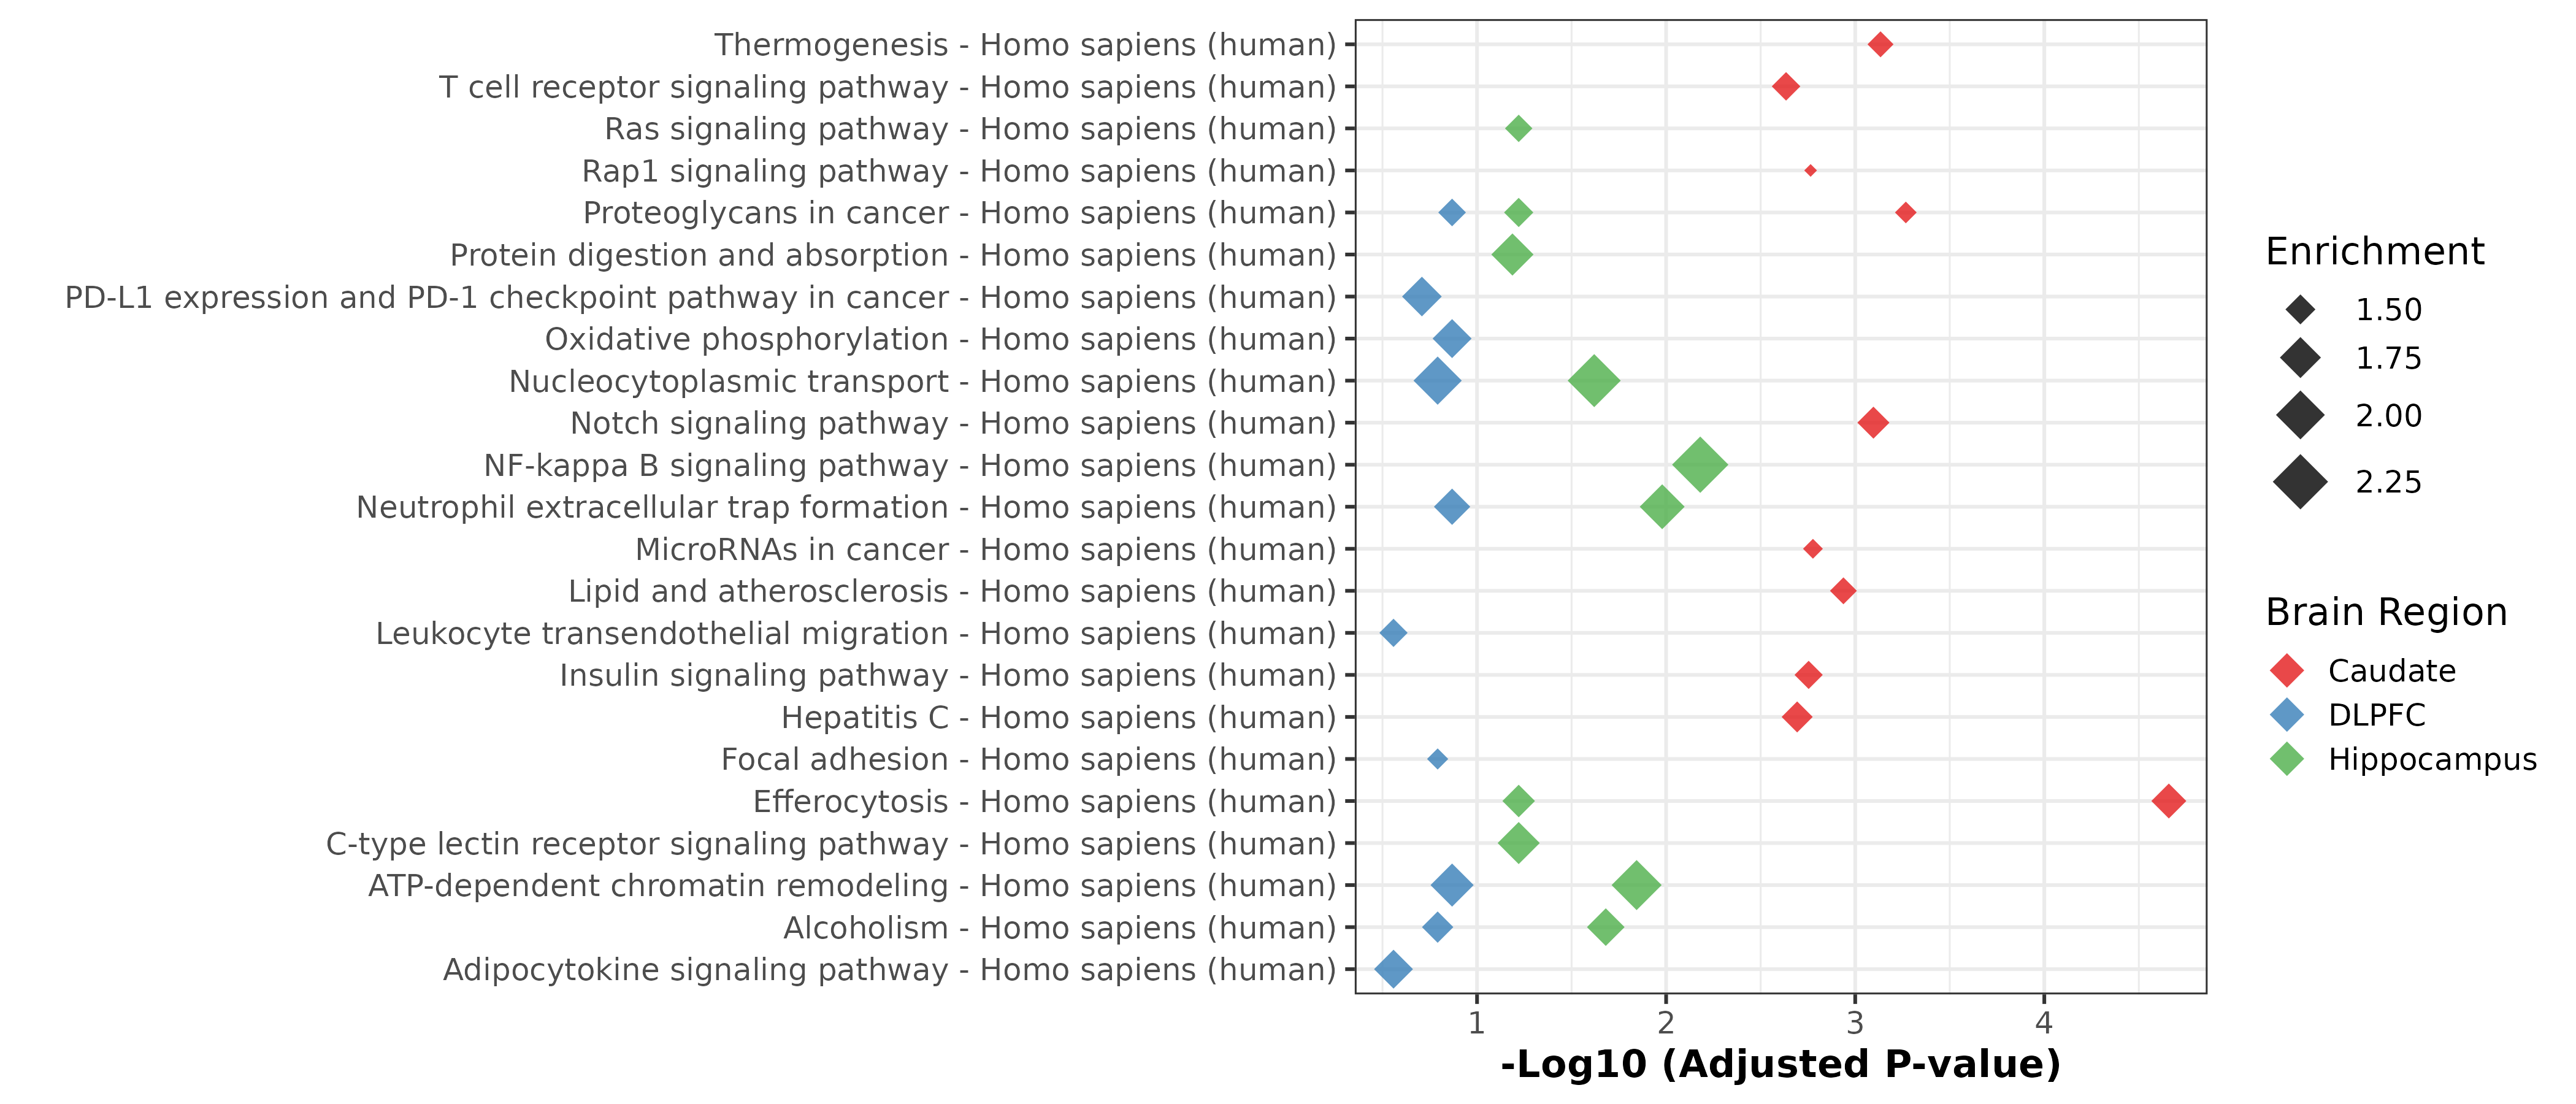 Thermogenesis - Homo sapiens (human)
T cell receptor signaling pathway - Homo sapiens (human)
Ras signaling pathway - Homo sapiens (human)
Rap1 signaling pathway - Homo sapiens (human)
Proteoglycans in cancer - Homo sapiens (human)
Protein digestion and absorption - Homo sapiens (human)
PD-L1 expression and PD-1 checkpoint pathway in cancer - Homo sapiens (human)
Oxidative phosphorylation - Homo sapiens (human)
Nucleocytoplasmic transport - Homo sapiens (human)
Notch signaling pathway - Homo sapiens (human)
NF-kappa B signaling pathway - Homo sapiens (human)
Neutrophil extracellular trap formation - Homo sapiens (human)
MicroRNAs in cancer - Homo sapiens (human)
Lipid and atherosclerosis - Homo sapiens (human)
Leukocyte transendothelial migration - Homo sapiens (human)
Insulin signaling pathway - Homo sapiens (human)
Hepatitis C - Homo sapiens (human)
Focal adhesion - Homo sapiens (human)
Efferocytosis - Homo sapiens (human)
C-type lectin receptor signaling pathway - Homo sapiens (human)
ATP-dependent chromatin remodeling - Homo sapiens (human)
Alcoholism - Homo sapiens (human)
Adipocytokine signaling pathway - Homo sapiens (human)
1 2 3 4
-Log10 (Adjusted P-value)
Enrichment
1.50
1.75
2.00
2.25
Brain Region
Caudate
DLPFC
Hippocampus